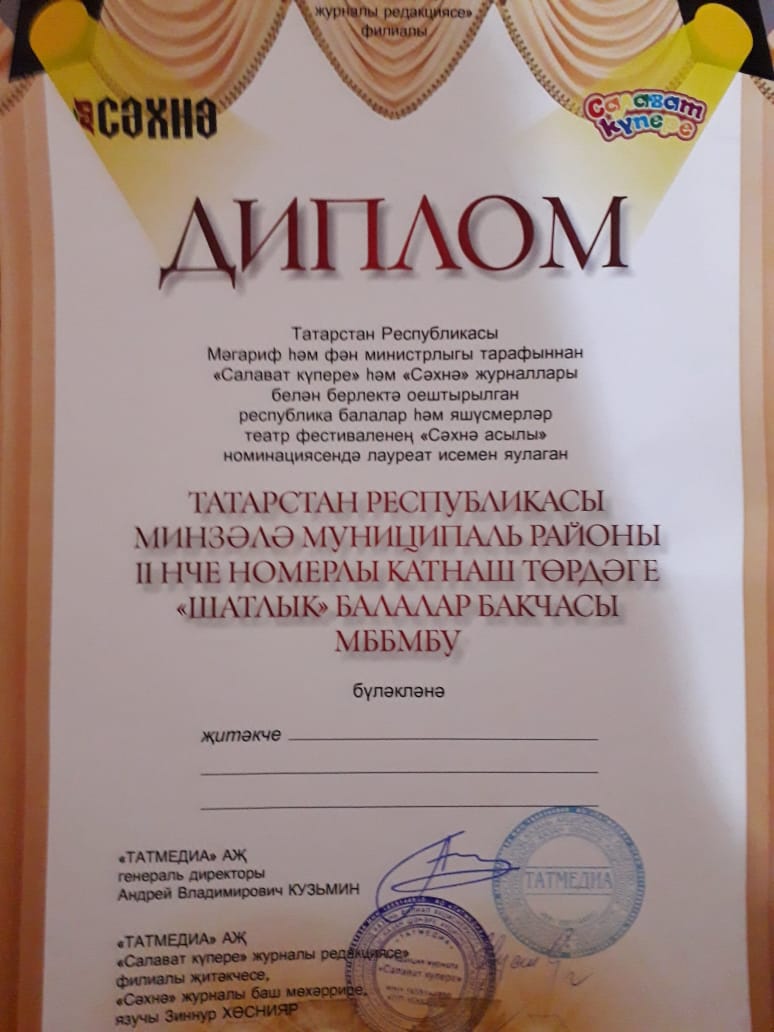 журналы редакциясе»
филиалы
СӘХНӘ
Салават
күпере
ДИПЛОМ
Татарстан Республикасы
Мәгариф һәм фән министрлыгы тарафыннан
«Салават күпере» һәм «Сәхнә» журналлары
белән берлектә оештырылган
республика балалар һәм яшүсмерләр
театр фестиваленең «Сәхнә асылы»
номинациясендә лауреат исемен яулаган
ТАТАРСТАН РЕСПУБЛИКАСЫ
МИНЗӘЛӘ МУНИЦИПАЛЬ РАЙОНЫ
11 НЧЕ НОМЕРЛЫ КАТНАШ ТӨРДӘГЕ
«ШАТЛЫК» БАЛАЛАР БАКЧАСЫ
МББМБУ
бүләкләнә
җитәкче
«ТАТМЕДИА» АҖ
генераль директоры
Андрей Владимирович КУЗЬМИН
ТАТМЕДИА
«ТАТМЕДИА» АҖ
«Салават күпере» журналы редакциясе»
филиалы җитәкчесе,
«Сәхнә» журналы баш мөхәррире,
язучы Зиннур ХӨСНИЯР
«ТАТМЕДИА»
«Салават күпере»